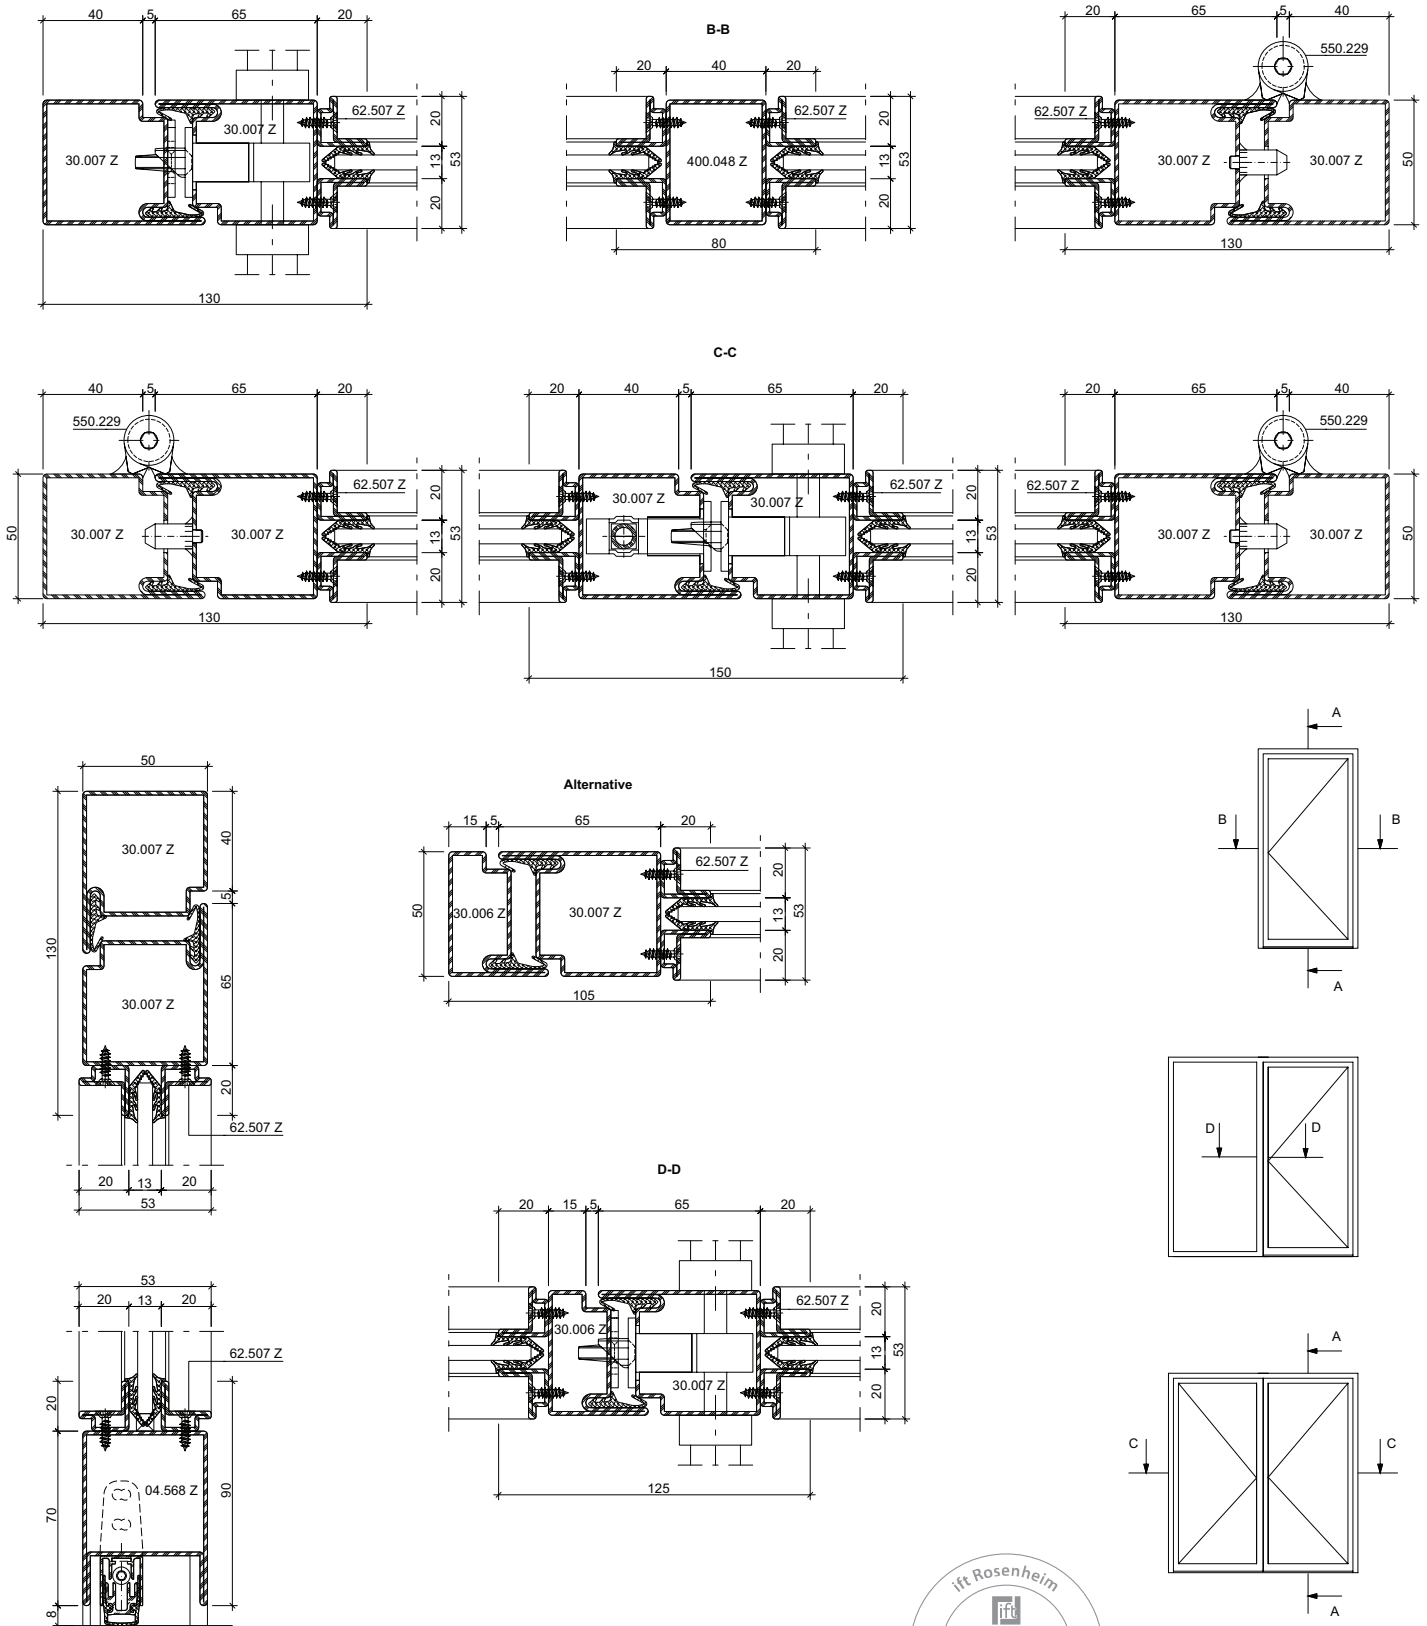 B-B
40 5 65 20
20 40 20
20 65 5 40
550.229
62.507 Z
62.507 Z
62.507 Z
30.007 Z
30.007 Z
400.048 Z
30.007 Z
30.007 Z
20 13 20 53
20 13 20 53
50
130
80
130
C-C
40 5 65 20
20 40 5 65 20
20 65 5 40
550.229
550.229
62.507 Z
62.507 Z
62.507 Z
30.007 Z
30.007 Z
30.007 Z
30.007 Z
30.007 Z
30.007 Z
50
20 13 20 53
20 13 20 53
50
130
150
130
A
B B
A
50
130
30.007 Z
30.007 Z
40
5
65
20
62.507 Z
20 13 20
53
Alternative
15 5 65 20
62.507 Z
50
30.006 Z
30.007 Z
20 13 20 53
105
D D
D-D
20 15 5 65 20
62.507 Z
30.006 Z
30.007 Z
20 13 20 53
125
53
20 13 20
62.507 Z
20
70
8
90
04.568 Z
A
C C
A
ift Rosenheim
ift